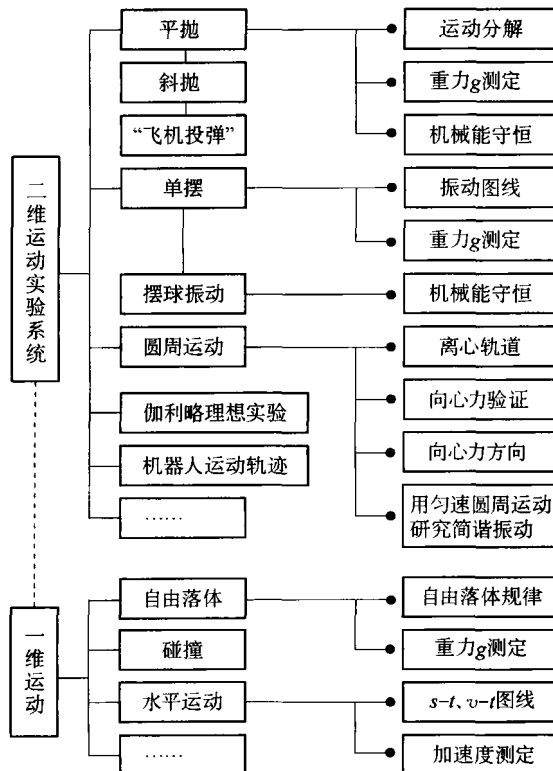 二维运动实验系统
平抛
运动分解
重力g测定
斜抛
机械能守恒
“飞机投弹”
单摆
振动图线
重力g测定
摆球振动
机械能守恒
圆周运动
离心轨道
向心力验证
向心力方向
用匀速圆周运动
研究简谐振动
伽利略理想实验
机器人运动轨迹
……
一维运动
自由落体
自由落体规律
重力g测定
碰撞
水平运动
s-t、v-t图线
加速度测定
……